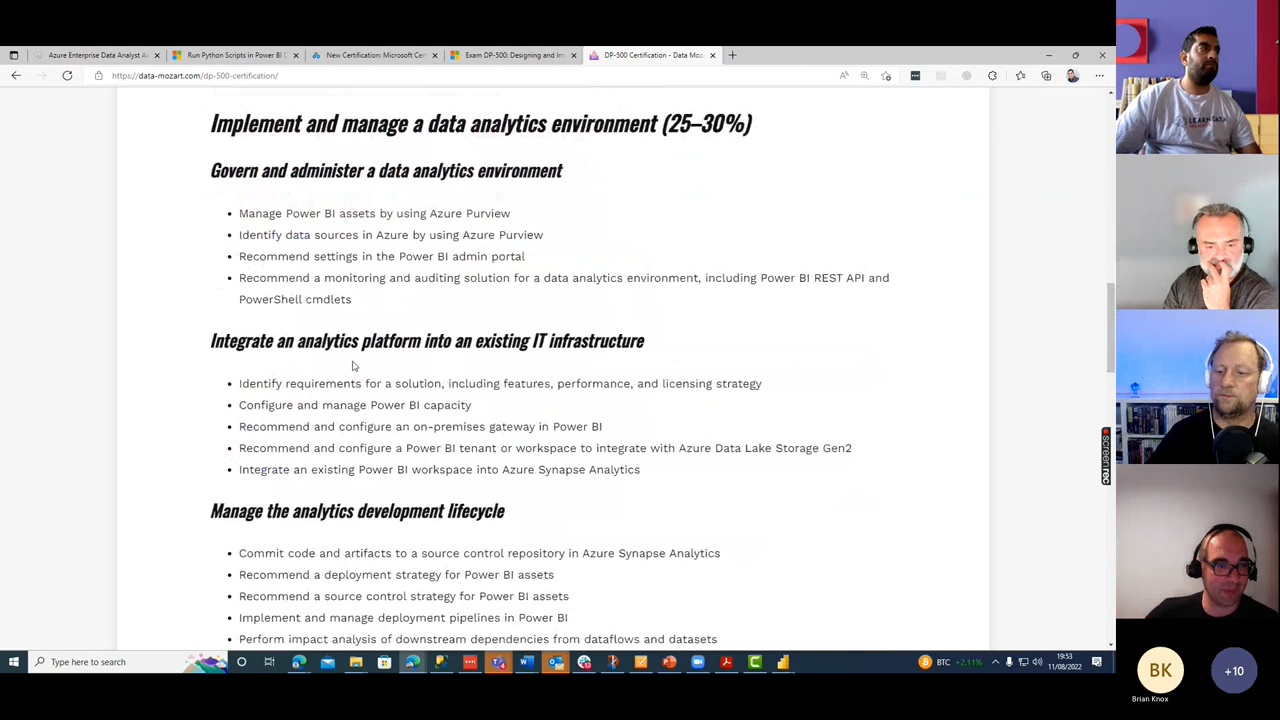 Azure Enterprise Data Analyst A
Run Python Scripts in Power BI D
New Certification: Microsoft Cer
Exam DP-500: Designing and Im
DP-500 Certification - Data Moz
https://data-mozart.com/dp-500-certification/
Implement and manage a data analytics environment (25–30%)
Govern and administer a data analytics environment
• Manage Power BI assets by using Azure Purview
• Identify data sources in Azure by using Azure Purview
• Recommend settings in the Power BI admin portal
• Recommend a monitoring and auditing solution for a data analytics environment, including Power BI REST API and
PowerShell cmdlets
Integrate an analytics platform into an existing IT infrastructure
• Identify requirements for a solution, including features, performance, and licensing strategy
• Configure and manage Power BI capacity
• Recommend and configure an on-premises gateway in Power BI
• Recommend and configure a Power BI tenant or workspace to integrate with Azure Data Lake Storage Gen2
• Integrate an existing Power BI workspace into Azure Synapse Analytics
Manage the analytics development lifecycle
• Commit code and artifacts to a source control repository in Azure Synapse Analytics
• Recommend a deployment strategy for Power BI assets
• Recommend a source control strategy for Power BI assets
• Implement and manage deployment pipelines in Power BI
• Perform impact analysis of downstream dependencies from dataflows and datasets
screenrec
Type here to search
BTC +2.11%
19:53
11/08/2022
LEARN DATA
BK
Brian Knox
+10